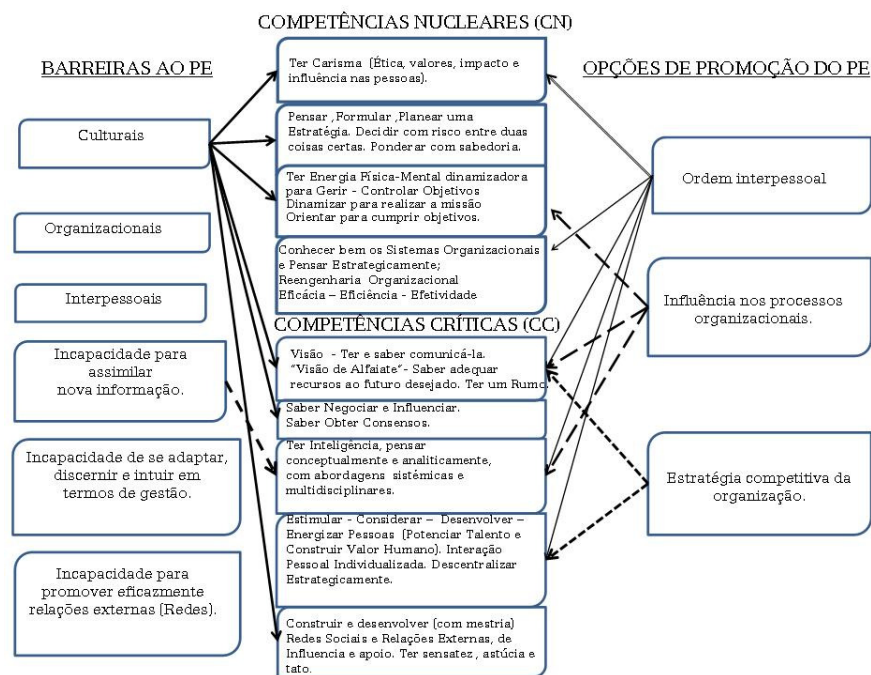 COMPETÊNCIAS NUCLEARES (CN)
BARREIRAS AO PE
OPÇÕES DE PROMOÇÃO DO PE
Culturais
Organizacionais
Interpessoais
Incapacidade para
assimilar
nova informação.
Incapacidade de se adaptar,
discernir e intuir em
termos de gestão.
Incapacidade para
promover eficazmente
relações externas (Redes).
Ter Carisma (Ética, valores, impacto e
influência nas pessoas).
Pensar ,Formular ,Planear uma
Estratégia. Decidir com risco entre duas
coisas certas. Ponderar com sabedoria.
Ter Energia Física-Mental dinamizadora
para Gerir - Controlar Objetivos
Dinamizar para realizar a missão
Orientar para cumprir objetivos.
Conhecer bem os Sistemas Organizacionais
e Pensar Estrategicamente;
Reengenharia Organizacional
Eficácia – Eficiência - Efetividade
COMPETÊNCIAS CRÍTICAS (CC)
Visão - Ter e saber comunicá-la.
“Visão de Alfaiate”- Saber adequar
recursos ao futuro desejado. Ter um Rumo.
Saber Negociar e Influenciar.
Saber Obter Consensos.
Ter Inteligência, pensar
conceptualmente e analiticamente,
com abordagens sistémicas e
multidisciplinares.
Estimular - Considerar – Desenvolver –
Energizar Pessoas (Potenciar Talento e
Construir Valor Humano). Interação
Pessoal Individualizada. Descentralizar
Estrategicamente.
Construir e desenvolver (com mestria)
Redes Sociais e Relações Externas, de
Influencia e apoio. Ter sensatez , astúcia e
tato.
Ordem interpessoal
Influência nos processos
organizacionais.
Estratégia competitiva da
organização.